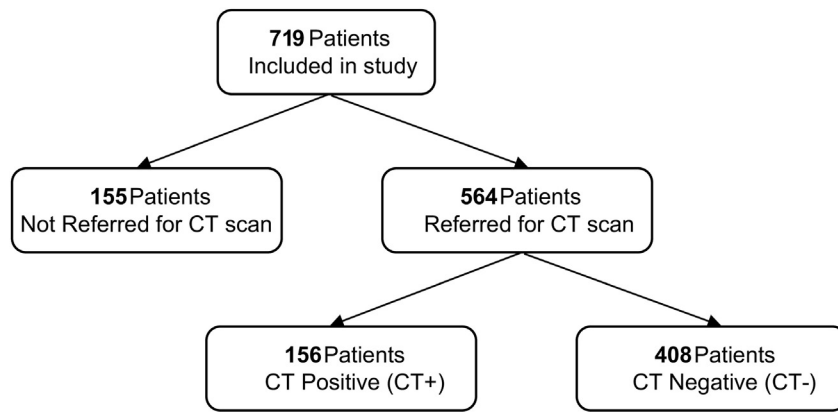 719 Patients
Included in study
155 Patients
Not Referred for CT scan
564 Patients
Referred for CT scan
156 Patients
CT Positive (CT+)
408 Patients
CT Negative (CT-)